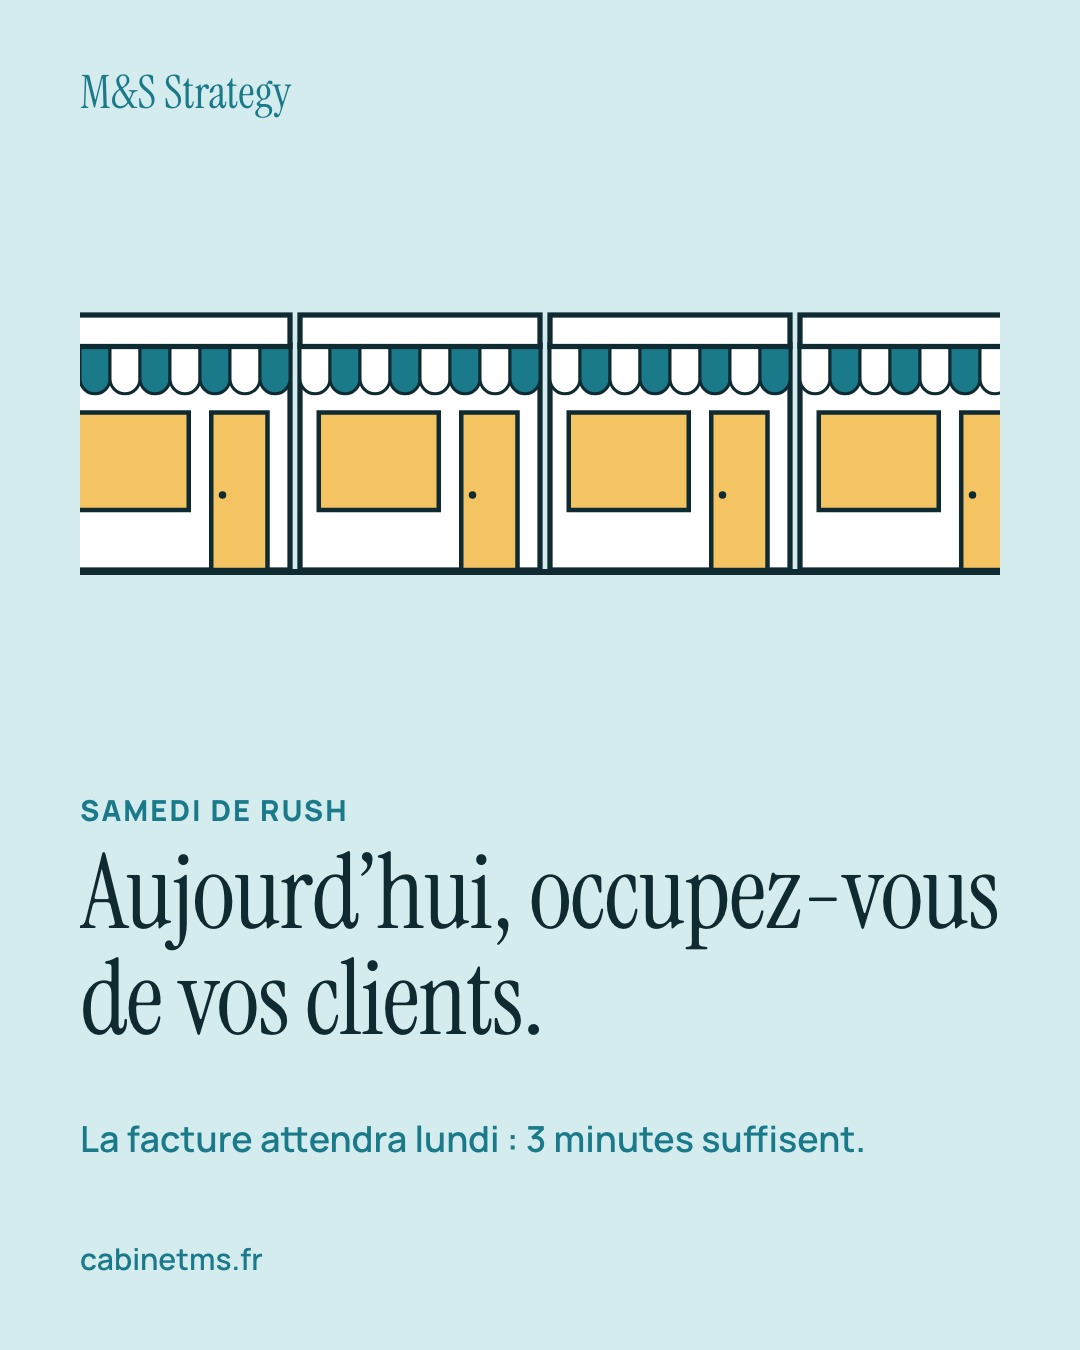 M&S Strategy
SAMEDI DE RUSH
Aujourd’hui, occupez-vous
de vos clients.
La facture attendra lundi : 3 minutes suffisent.
cabinetms.fr